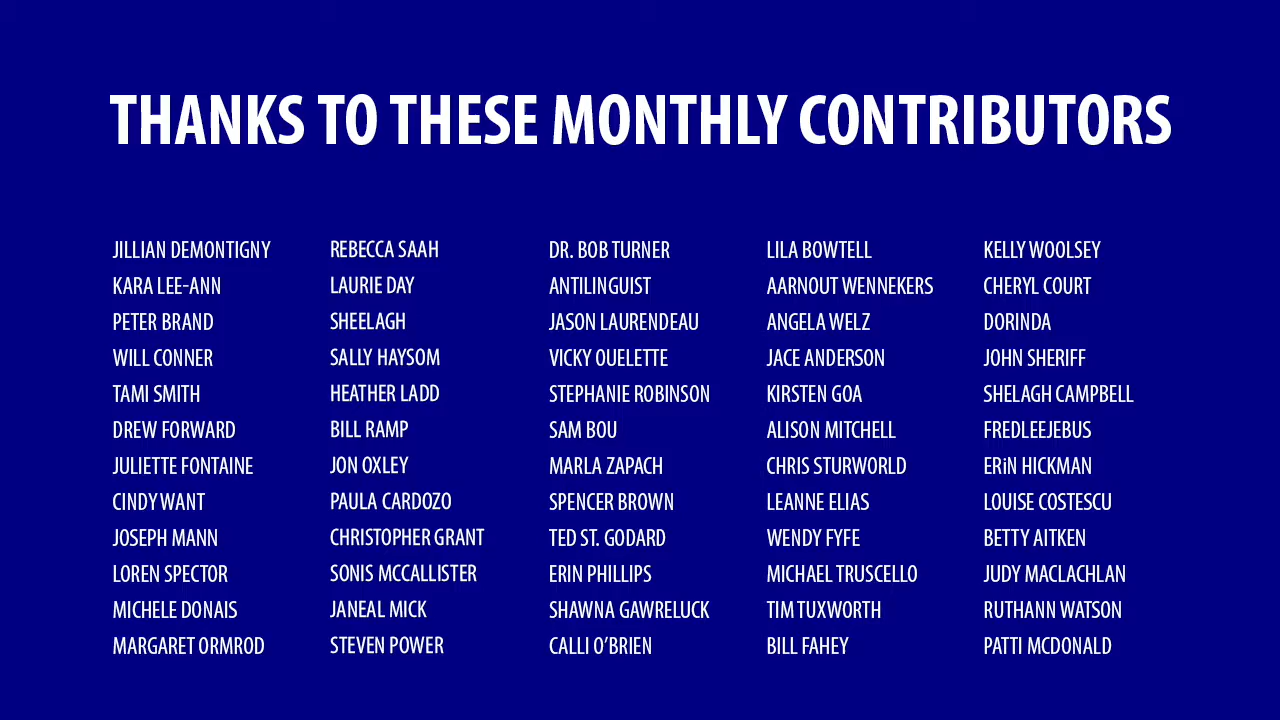 THANKS TO THESE MONTHLY CONTRIBUTORS
JILLIAN DEMONTIGNY
KARA LEE-ANN
PETER BRAND
WILL CONNER
TAMI SMITH
DREW FORWARD
JULIETTE FONTAINE
CINDY WANT
JOSEPH MANN
LOREN SPECTOR
MICHELE DONAIS
MARGARET ORMROD
REBECCA SAAH
LAURIE DAY
SHEELAGH
SALLY HAYSOM
HEATHER LADD
BILL RAMP
JON OXLEY
PAULA CARDOZO
CHRISTOPHER GRANT
SONIS MCCALLISTER
JANEAL MICK
STEVEN POWER
DR. BOB TURNER
ANTILINGUIST
JASON LAURENDEAU
VICKY OUELETTE
STEPHANIE ROBINSON
SAM BOU
MARLA ZAPACH
SPENCER BROWN
TED ST. GODARD
ERIN PHILLIPS
SHAWNA GAWRELUCK
CALLI O’BRIEN
LILA BOWTELL
AARNOUT WENNEKERS
ANGELA WELZ
JACE ANDERSON
KIRSTEN GOA
ALISON MITCHELL
CHRIS STURWORLD
LEANNE ELIAS
WENDY FYFE
MICHAEL TRUSCELLO
TIM TUXWORTH
BILL FAHEY
KELLY WOOLSEY
CHERYL COURT
DORINDA
JOHN SHERIFF
SHELAGH CAMPBELL
FREDLEEJEBUS
ERiN HICKMAN
LOUISE COSTESCU
BETTY AITKEN
JUDY MACLACHLAN
RUTHANN WATSON
PATTI MCDONALD